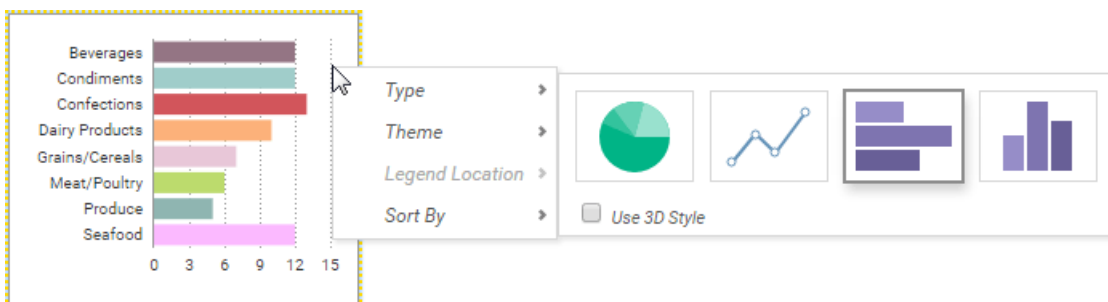 Beverages
Condiments
Confections
Dairy Products
Grains/Cereals
Meat/Poultry
Produce
Seafood
0 3 6 9 12 15
Type
Theme
Legend Location
Sort By
Use 3D Style